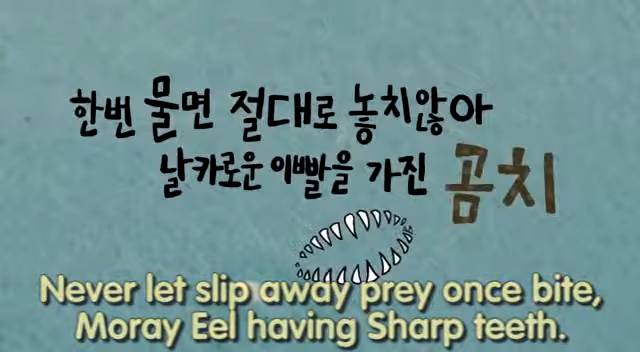 한번 물면 절대로 놓치않아
날카로운 이빨을 가진 곰치
Never let slip away prey once bite,
Moray Eel having Sharp teeth.